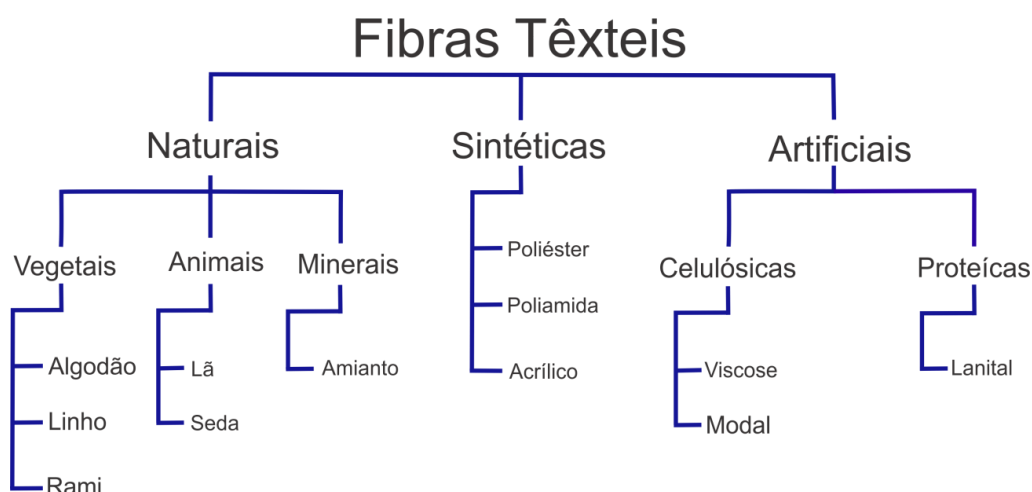 Fibras Têxteis
Naturais
Sintéticas
Artificiais
Vegetais
Animais
Minerais
Celulósicas
Proteícas
Algodão
Linho
Rami
Lã
Seda
Amianto
Poliéster
Poliamida
Acrílico
Viscose
Modal
Lanital